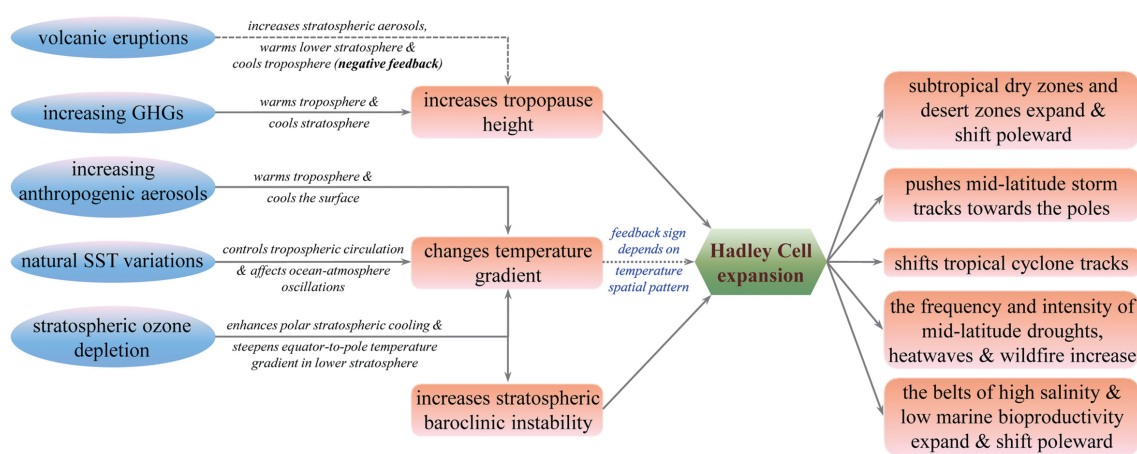 volcanic eruptions
increases stratospheric aerosols,
warms lower stratosphere &
cools troposphere (negative feedback)
increasing GHGs
warms troposphere &
cools stratosphere
increases tropopause
height
increasing
anthropogenic aerosols
warms troposphere &
cools the surface
natural SST variations
controls tropospheric circulation
& affects ocean-atmosphere
oscillations
changes temperature
gradient
stratospheric ozone
depletion
enhances polar stratospheric cooling &
steepens equator-to-pole temperature
gradient in lower stratosphere
increases stratospheric
baroclinic instability
feedback sign
depends on
temperature
spatial pattern
Hadley Cell
expansion
subtropical dry zones and
desert zones expand &
shift poleward
pushes mid-latitude storm
tracks towards the poles
shifts tropical cyclone tracks
the frequency and intensity of
mid-latitude droughts,
heatwaves & wildfire increase
the belts of high salinity &
low marine bioproductivity
expand & shift poleward